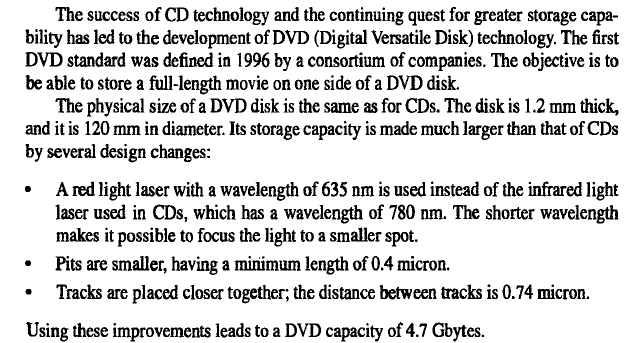 The success of CD technology and the continuing quest for greater storage capa-
bility has led to the development of DVD (Digital Versatile Disk) technology. The first
DVD standard was defined in 1996 by a consortium of companies. The objective is to
be able to store a full-length movie on one side of a DVD disk.
The physical size of a DVD disk is the same as for CDs. The disk is 1.2 mm thick,
and it is 120 mm in diameter. Its storage capacity is made much larger than that of CDs
by several design changes:
• A red light laser with a wavelength of 635 nm is used instead of the infrared light
laser used in CDs, which has a wavelength of 780 nm. The shorter wavelength
makes it possible to focus the light to a smaller spot.
• Pits are smaller, having a minimum length of 0.4 micron.
• Tracks are placed closer together; the distance between tracks is 0.74 micron.
Using these improvements leads to a DVD capacity of 4.7 Gbytes.